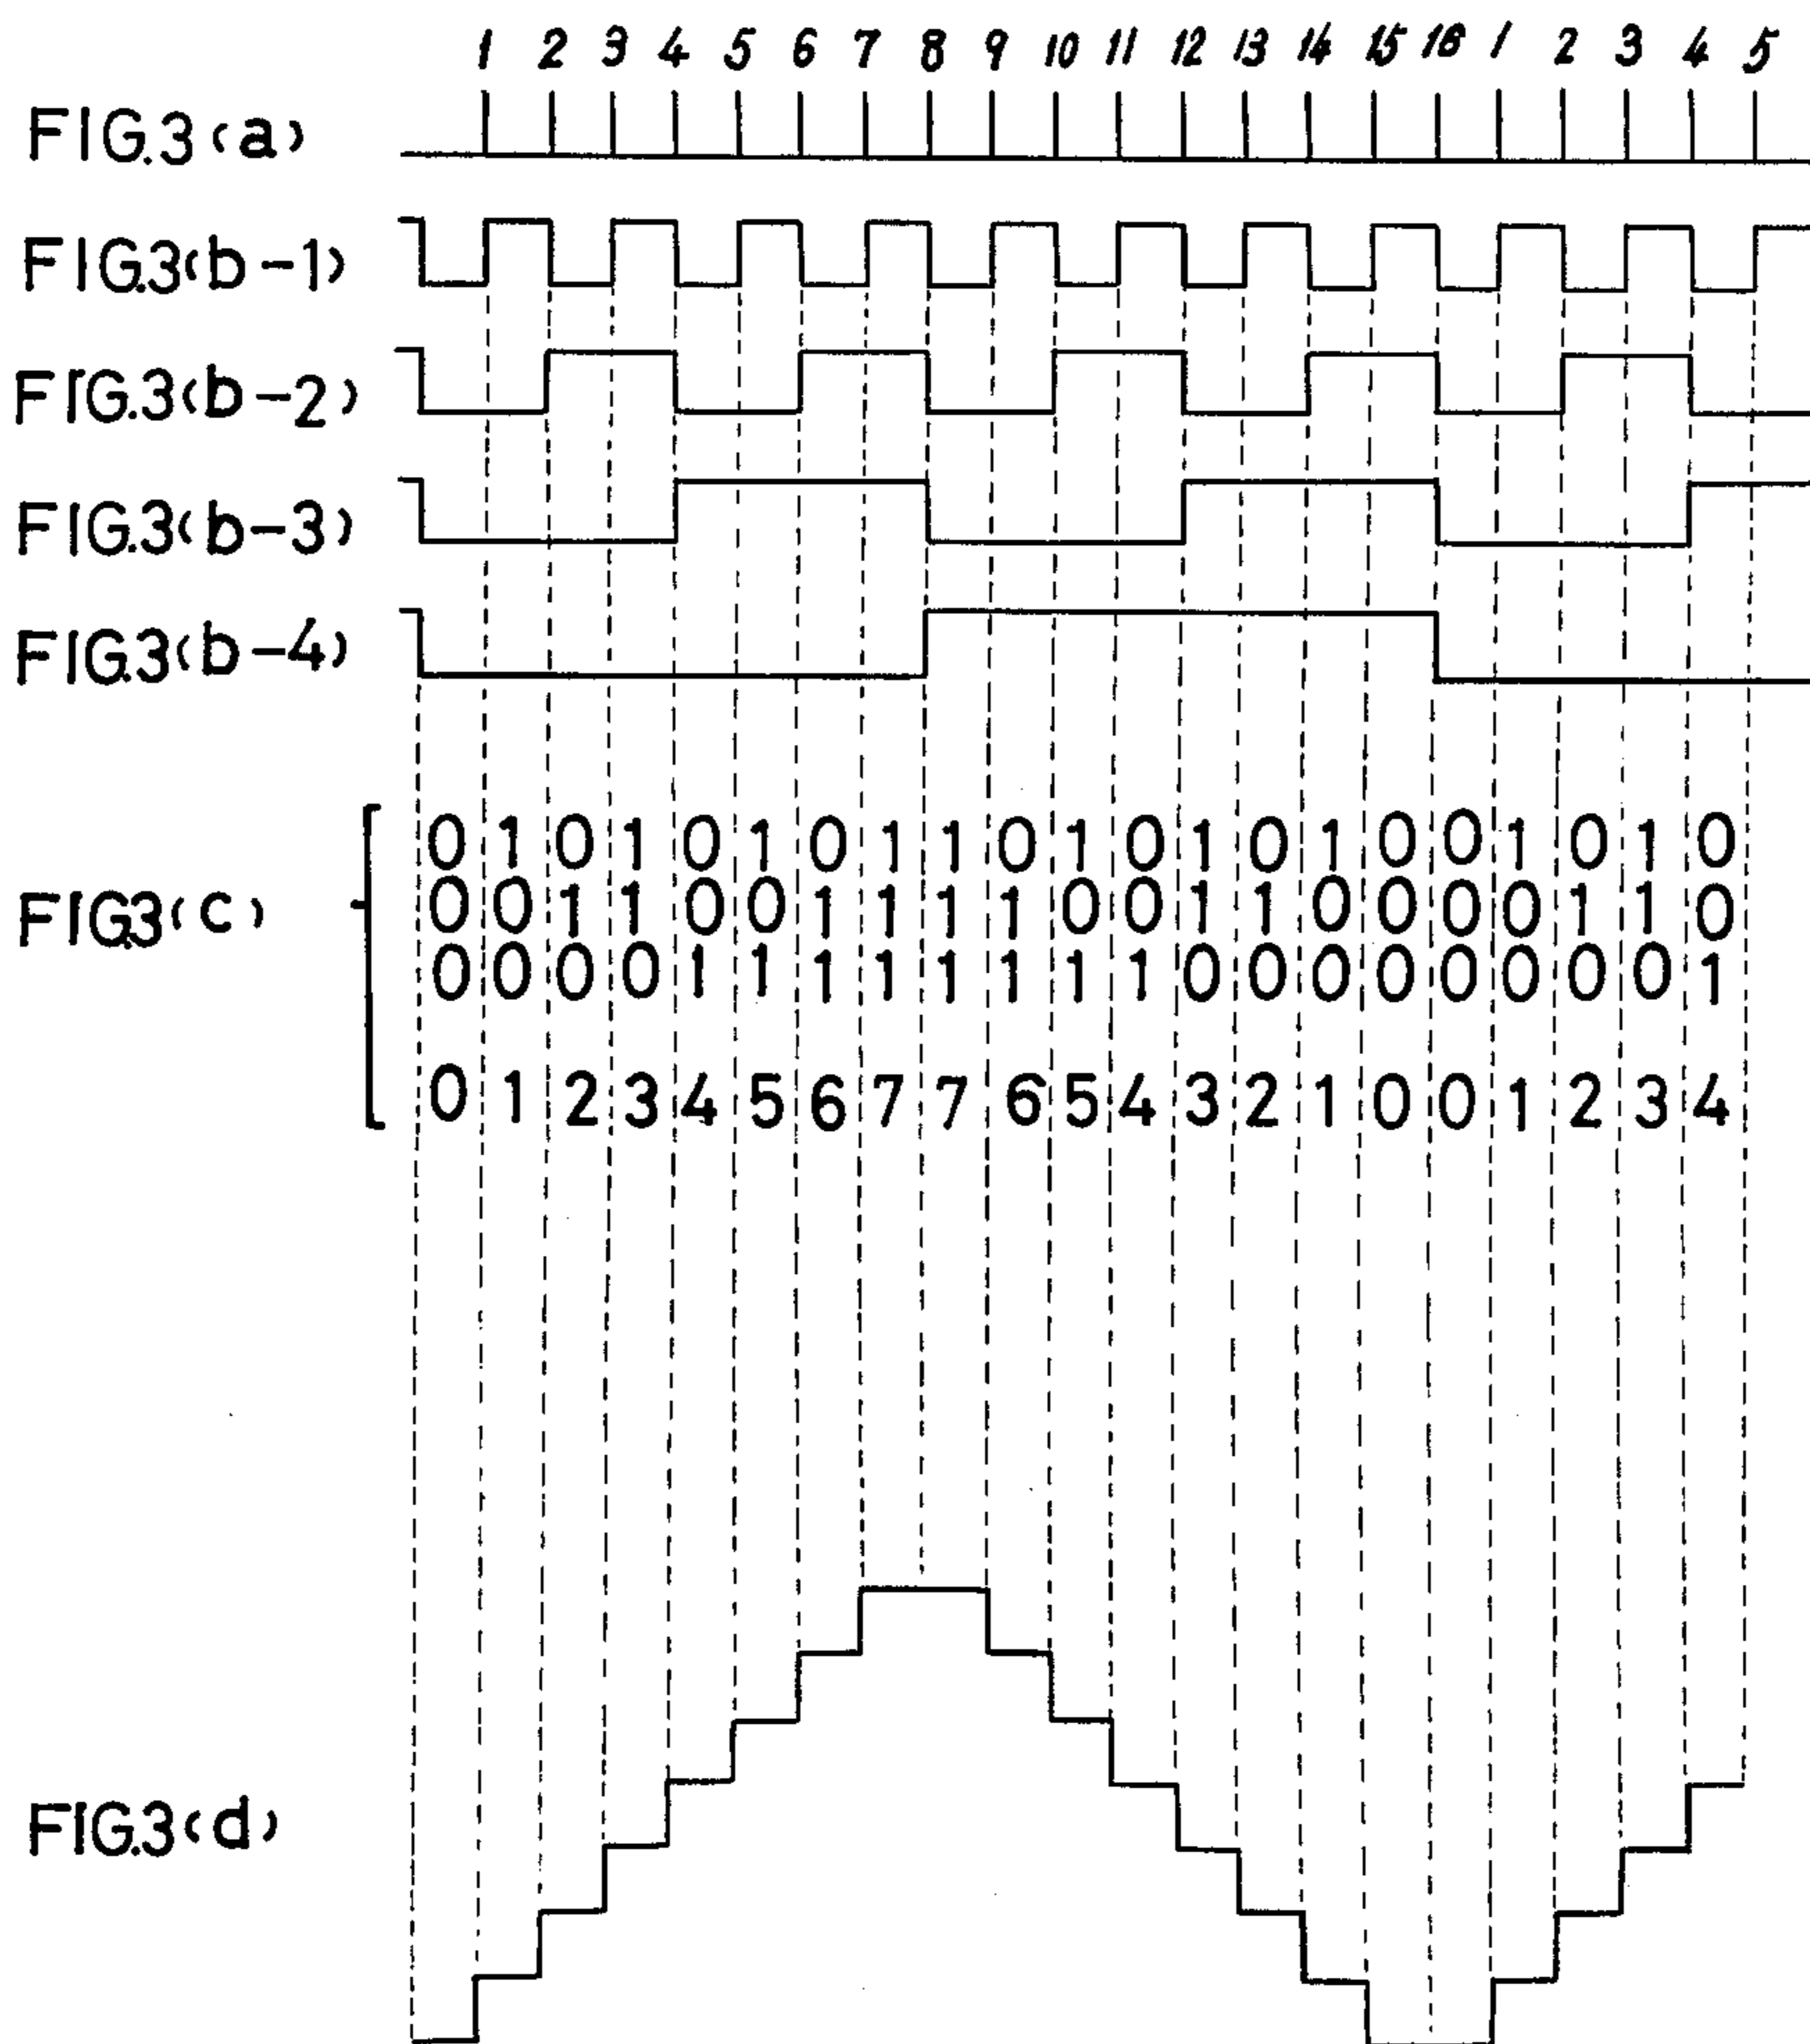 1 2 3 4 5 6 7 8 9 10 11 12 13 14 15 16 1 2 3 4 5
FIG.3(a)
FIG.3(b-1)
FIG.3(b-2)
FIG.3(b-3)
FIG.3(b-4)
0 1 0 1 0 1 0 1 1 0 1 0 1 0 1 0 0 1 0 1 0
FIG.3(c)
0 0 1 1 0 0 1 1 1 1 0 0 1 1 0 0 0 0 1 1 0
0 0 0 0 1 1 1 1 1 1 1 1 0 0 0 0 0 0 0 0 1
0 1 2 3 4 5 6 7 7 6 5 4 3 2 1 0 0 1 2 3 4
FIG.3(d)